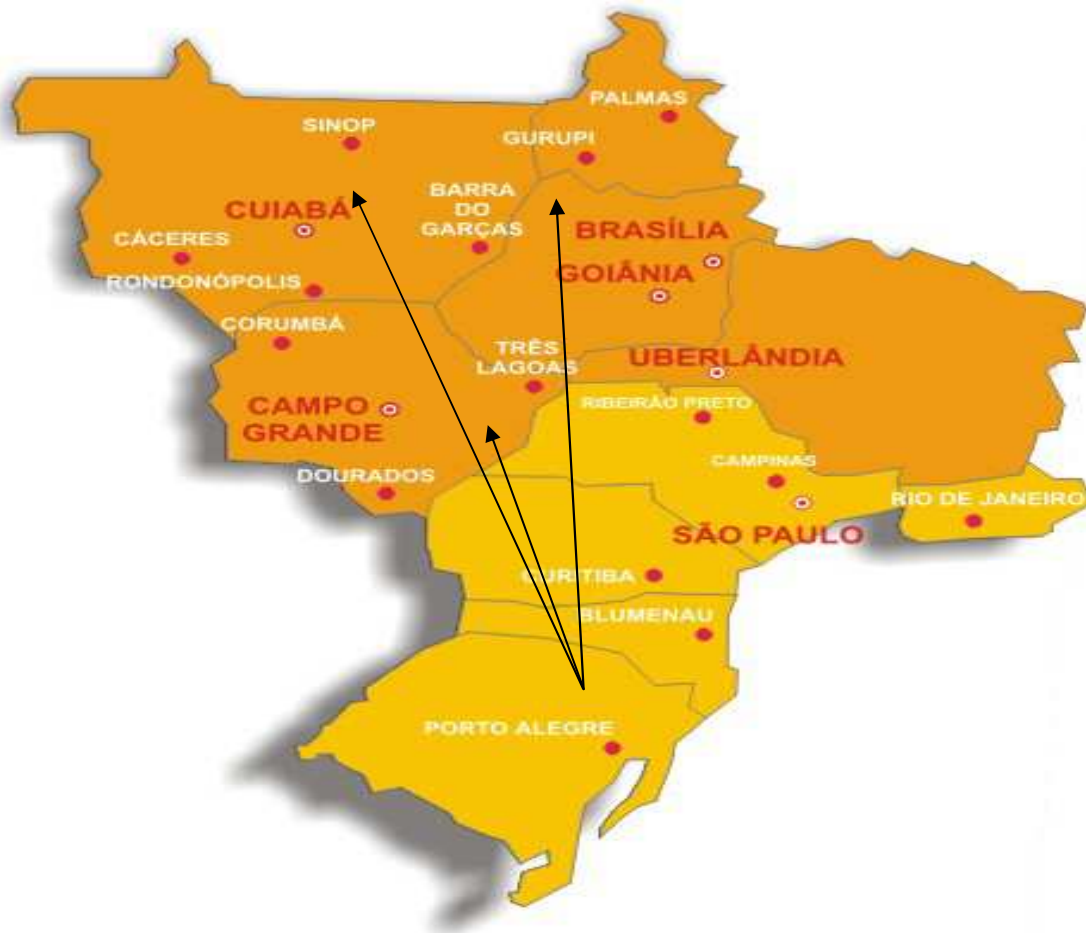 PALMAS
SINOP
GURUPI
BARRA
DO
GARÇAS
CUIABÁ
CÁCERES
BRASÍLIA
GOIÂNIA
RONDONÓPOLIS
CORUMBÁ
TRÊS
LAGOAS
UBERLÂNDIA
CAMPO
GRANDE
RIBEIRÃO PRETO
CAMPINAS
DOURADOS
RIO DE JANEIRO
SÃO PAULO
CURITIBA
BLUMENAU
PORTO ALEGRE